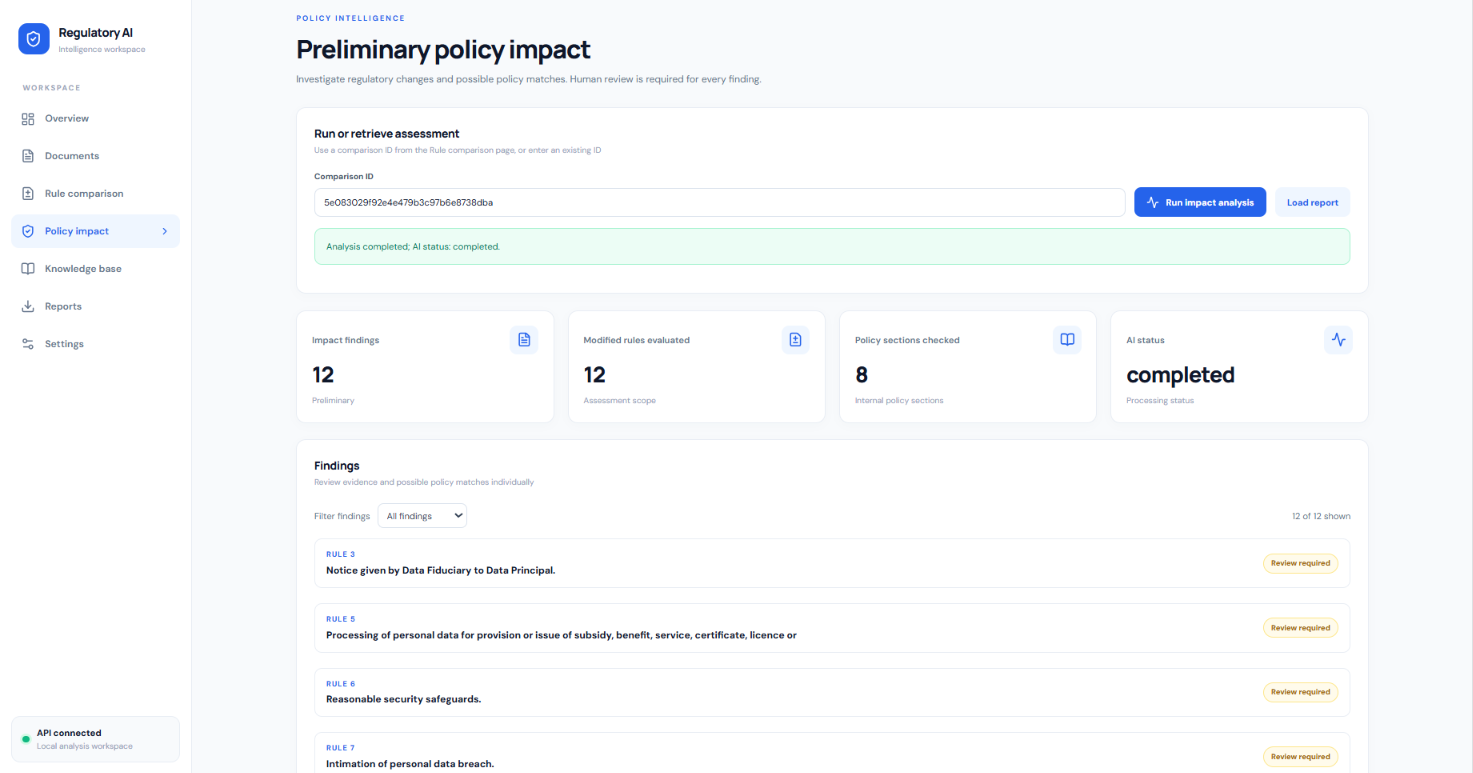 Regulatory AI
Intelligence workspace
WORKSPACE
Overview
Documents
Rule comparison
Policy impact
Knowledge base
Reports
Settings
API connected
Local analysis workspace
POLICY INTELLIGENCE
Preliminary policy impact
Investigate regulatory changes and possible policy matches. Human review is required for every finding.
Run or retrieve assessment
Use a comparison ID from the Rule comparison page, or enter an existing ID
Comparison ID
5e083029f92e4e479b3c97b6e8738dba
Run impact analysis
Load report
Analysis completed; AI status: completed.
Impact findings
12
Preliminary
Modified rules evaluated
12
Assessment scope
Policy sections checked
8
Internal policy sections
AI status
completed
Processing status
Findings
Review evidence and possible policy matches individually
Filter findings
All findings
12 of 12 shown
RULE 3
Notice given by Data Fiduciary to Data Principal.
Review required
RULE 5
Processing of personal data for provision or issue of subsidy, benefit, service, certificate, licence or
Review required
RULE 6
Reasonable security safeguards.
Review required
RULE 7
Intimation of personal data breach.
Review required